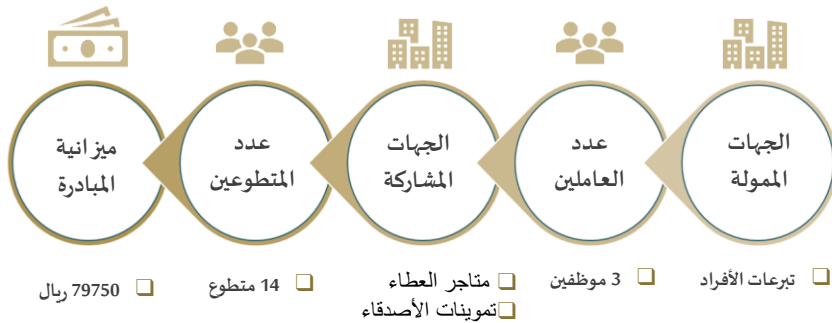 الجهات
الممولة
عدد
العاملين
الجهات
المشاركة
عدد
المتطوعين
ميزانية
المبادرة
تبرعات الأفراد
3 موظفين
متاجر العطاء
تموينات الأصدقاء
14 متطوع
79750 ريال